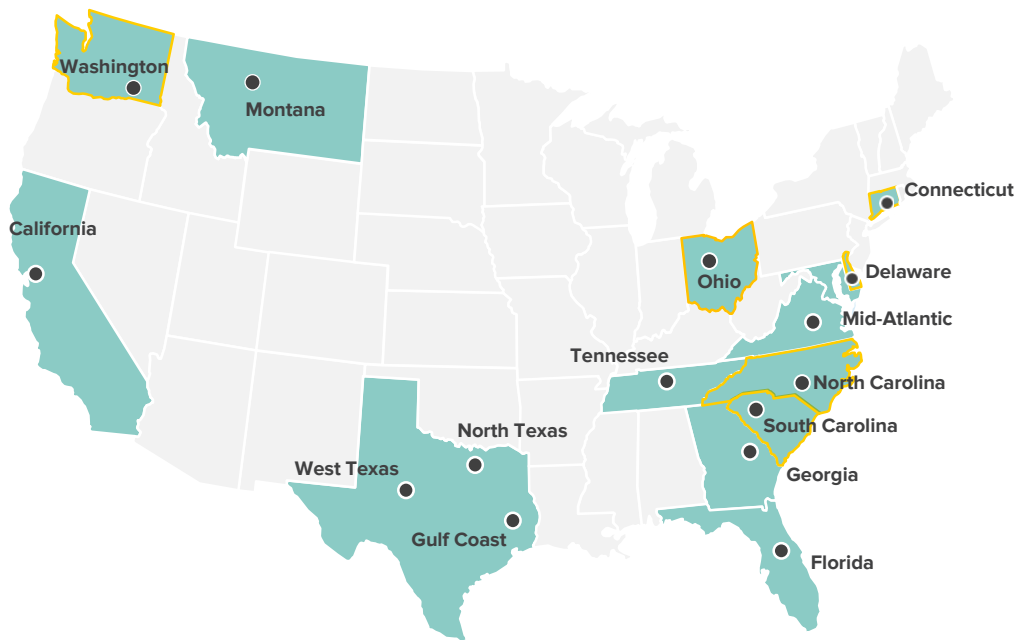 Washington
Montana
Connecticut
California
Delaware
Ohio
Mid-Atlantic
Tennessee
North Carolina
South Carolina
North Texas
West Texas
Georgia
Gulf Coast
Florida